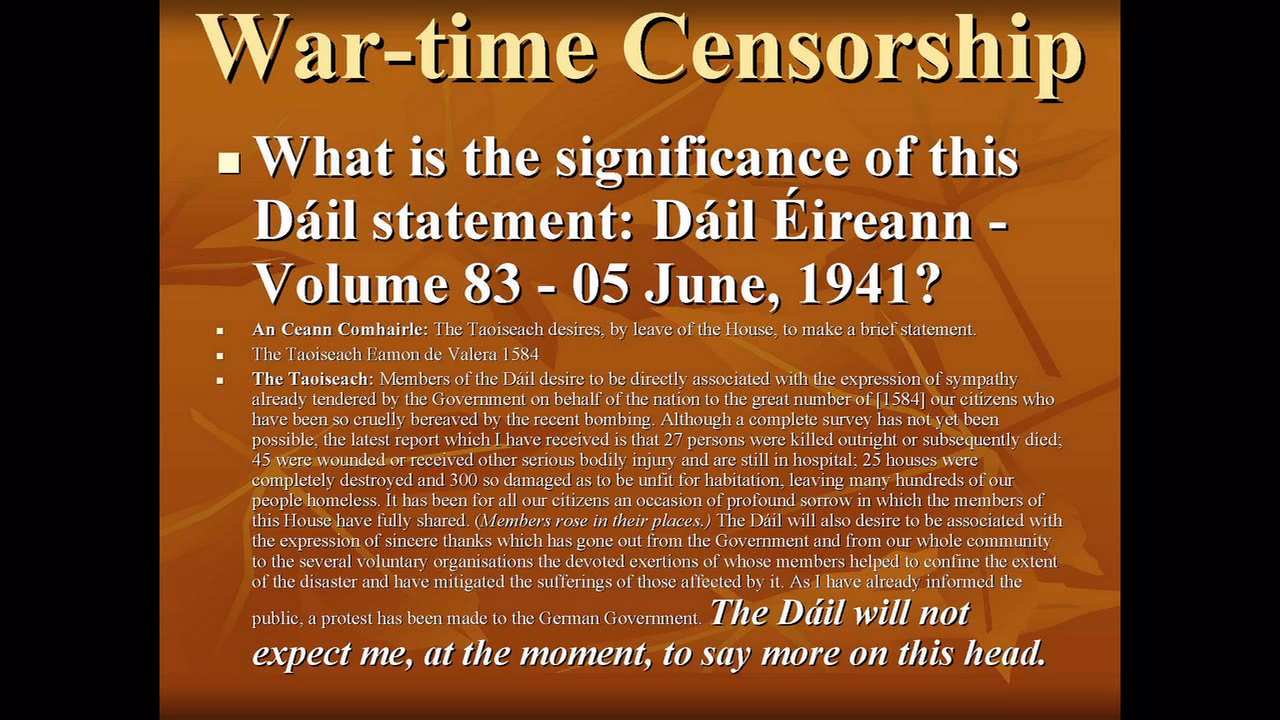 War-time Censorship
■ What is the significance of this
Dáil statement: Dáil Éireann -
Volume 83 - 05 June, 1941?
■ An Ceann Comhairle: The Taoiseach desires, by leave of the House, to make a brief statement.
■ The Taoiseach Eamon de Valera 1584
■ The Taoiseach: Members of the Dáil desire to be directly associated with the expression of sympathy
already tendered by the Government on behalf of the nation to the great number of [1584] our citizens who
have been so cruelly bereaved by the recent bombing. Although a complete survey has not yet been
possible, the latest report which I have received is that 27 persons were killed outright or subsequently died;
45 were wounded or received other serious bodily injury and are still in hospital; 25 houses were
completely destroyed and 300 so damaged as to be unfit for habitation, leaving many hundreds of our
people homeless. It has been for all our citizens an occasion of profound sorrow in which the members of
this House have fully shared. (Members rose in their places.) The Dáil will also desire to be associated with
the expression of sincere thanks which has gone out from the Government and from our whole community
to the several voluntary organisations the devoted exertions of whose members helped to confine the extent
of the disaster and have mitigated the sufferings of those affected by it. As I have already informed the
public, a protest has been made to the German Government. The Dáil will not
expect me, at the moment, to say more on this head.